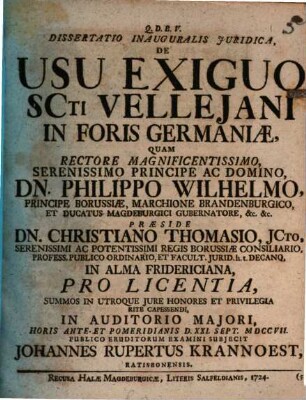 Q. D. B. V.
DISSERTATIO INAUGURALIS JURIDICA,
DE
USU EXIGUO
SCTI VELLEJANI
IN FORIS GERMANIÆ,
QUAM
RECTORE MAGNIFICENTISSIMO,
SERENISSIMO PRINCIPE AC DOMINO,
DN. PHILIPPO WILHELMO,
PRINCIPE BORUSSIÆ, MARCHIONE BRANDENBURGICO,
ET DUCATUS MAGDEBURGICI GUBERNATORE, &c. &c.
PRÆSIDE
DN. CHRISTIANO THOMASIO, JCTO,
SERENISSIMI AC POTENTISSIMI REGIS BORUSSIÆ CONSILIARIO,
PROFESS. PUBLICO ORDINARIO, ET FACULT. JURID. h. t. DECANO,
IN ALMA FRIDERICIANA,
PRO LICENTIA,
SUMMOS IN UTROQUE JURE HONORES ET PRIVILEGIA
RITE CAPESSENDI,
IN AUDITORIO MAJORI,
HORIS ANTE-ET POMERIDIANIS D. XXI. SEPT. MDCCVII.
PUBLICO ERUDITORUM EXAMINI SUBJECIT
JOHANNES RUPERTUS KRANNOEST,
RATISBONENSIS.
RECUSA HALÆ MAGDEBURGICÆ, LITERIS SALFELDIANIS, 1724.